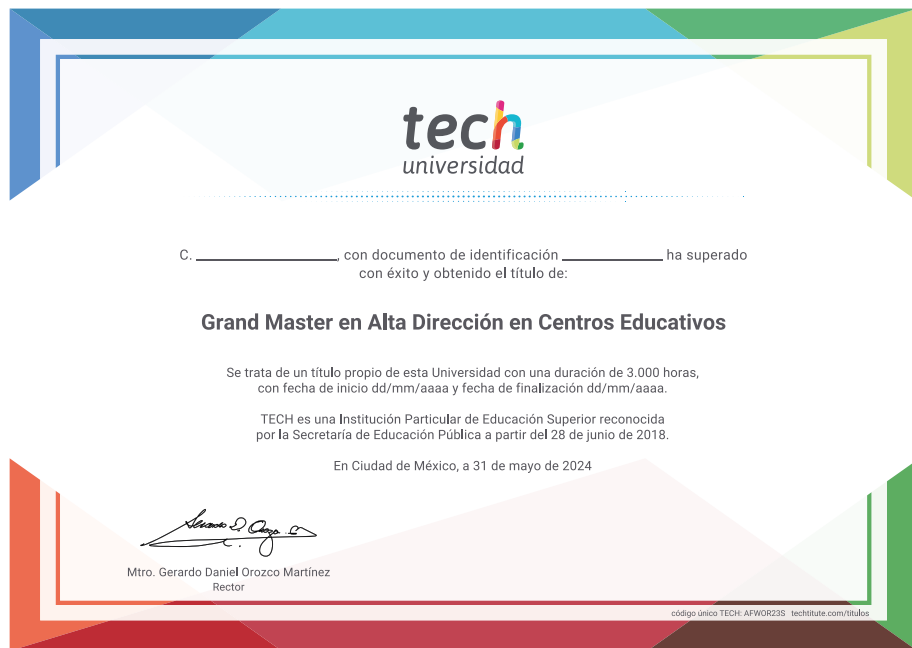 tech
universidad
C. ____________, con documento de identificación ____________ ha superado
con éxito y obtenido el título de:
Grand Master en Alta Dirección en Centros Educativos
Se trata de un título propio de esta Universidad con una duración de 3.000 horas,
con fecha de inicio dd/mm/aaaa y fecha de finalización dd/mm/aaaa.
TECH es una Institución Particular de Educación Superior reconocida
por la Secretaría de Educación Pública a partir del 28 de junio de 2018.
En Ciudad de México, a 31 de mayo de 2024
Mtro. Gerardo Daniel Orozco Martínez
Rector
código único TECH: AFWOR23S techtitute.com/titulos